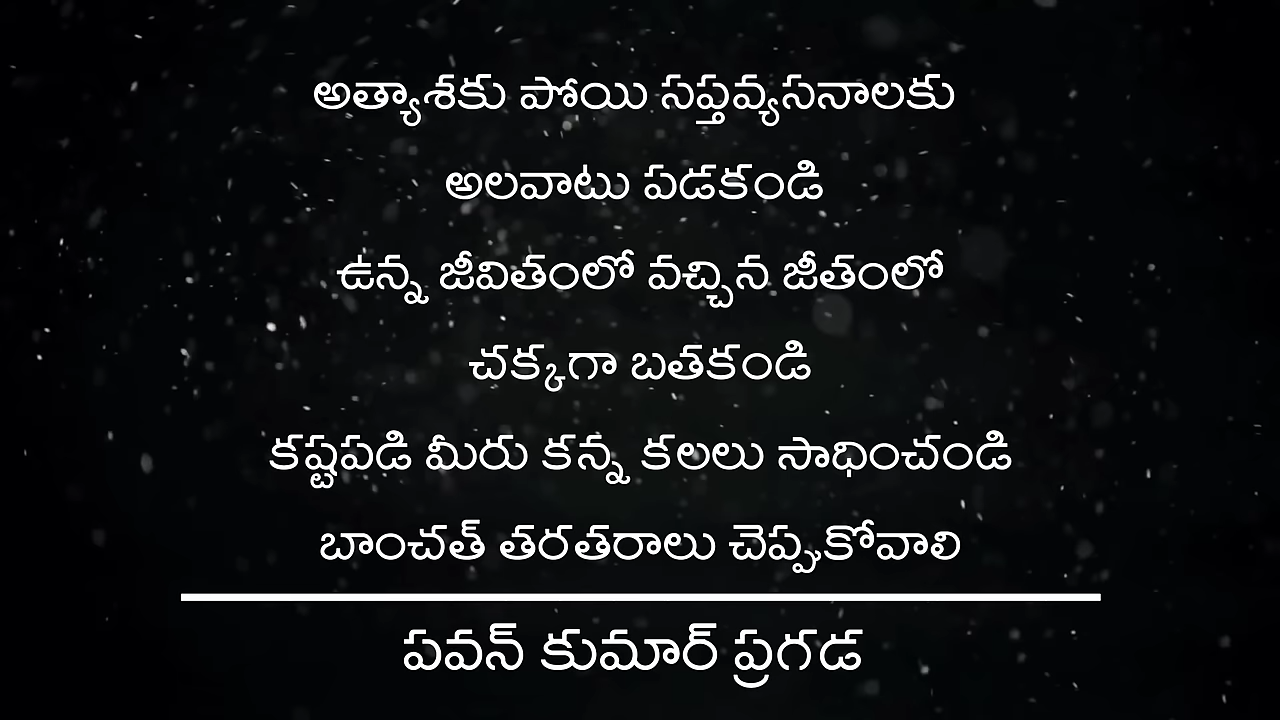 అత్యాశకు పోయి సప్తవ్యసనాలకు
అలవాటు పడకండి
ఉన్న జీవితంలో వచ్చిన జీతంలో
చక్కగా బతకండి
కష్టపడి మీరు కన్న కలలు సాధించండి
బాంచత్ తరతరాలు చెప్పుకోవాలి
పవన్ కుమార్ ప్రగడ